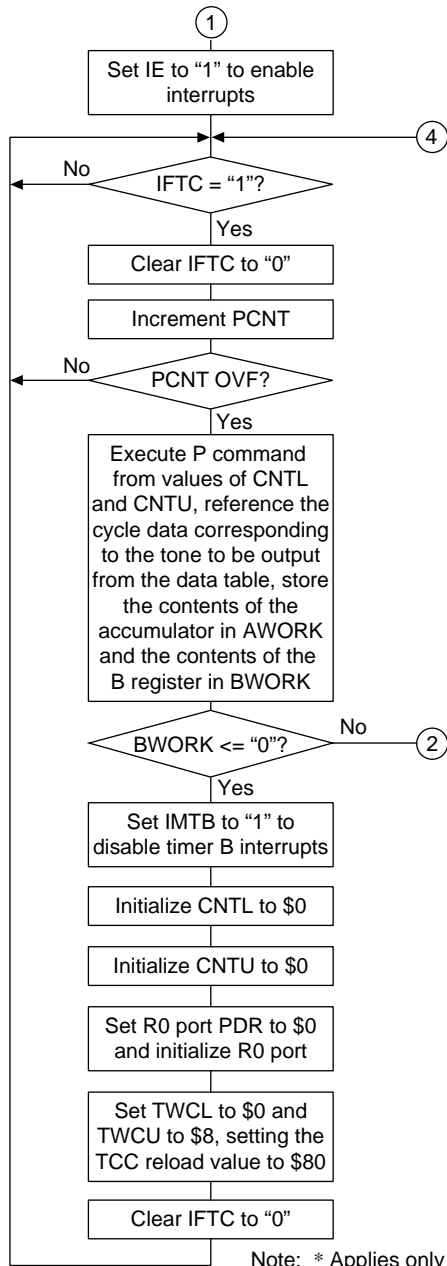 1
Set IE to “1” to enable
interrupts
4
No
IFTC = “1”?
Yes
Clear IFTC to “0”
Increment PCNT
No
PCNT OVF?
Yes
Execute P command
from values of CNTL
and CNTU, reference the
cycle data corresponding
to the tone to be output
from the data table, store
the contents of the
accumulator in AWORK
and the contents of the
B register in BWORK
BWORK <= “0”?
No
2
Yes
Set IMTB to “1” to
disable timer B interrupts
Initialize CNTL to $0
Initialize CNTU to $0
Set R0 port PDR to $0
and initialize R0 port
Set TWCL to $0 and
TWCU to $8, setting the
TCC reload value to $80
Clear IFTC to “0”
Note: * Applies only